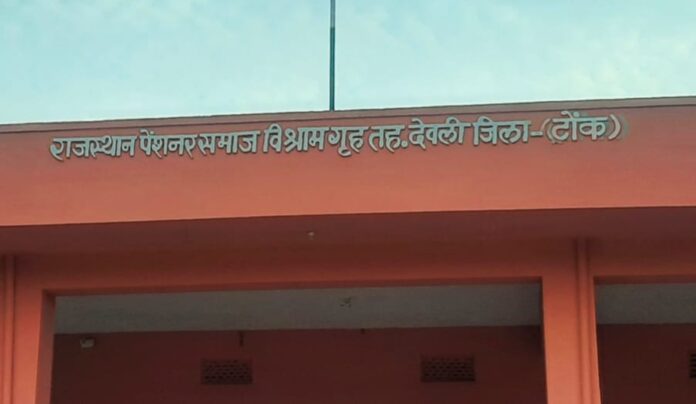 राजस्थान पेंशनर समाज विश्राम गृह तह.देवली जिला-(टोंक)